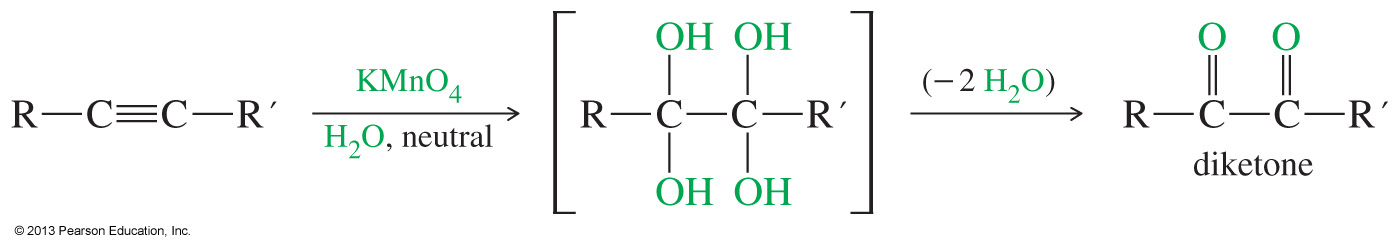 OH OH
O O
KMnO₄
(− 2 H₂O)
R—C≡C—R′
R—C—C—R′
R—C—C—R′
H₂O, neutral
diketone
OH OH
© 2013 Pearson Education, Inc.